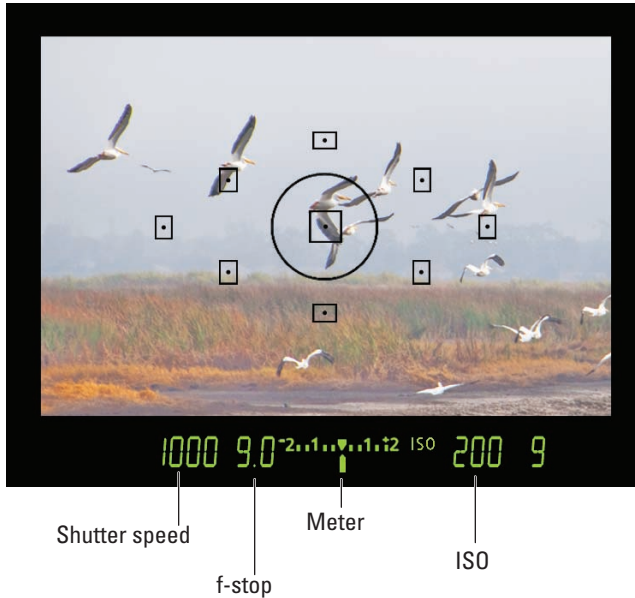 1000 9.0 -2..1..▼..1..+2 ISO 200 9
Shutter speed
f-stop
Meter
ISO